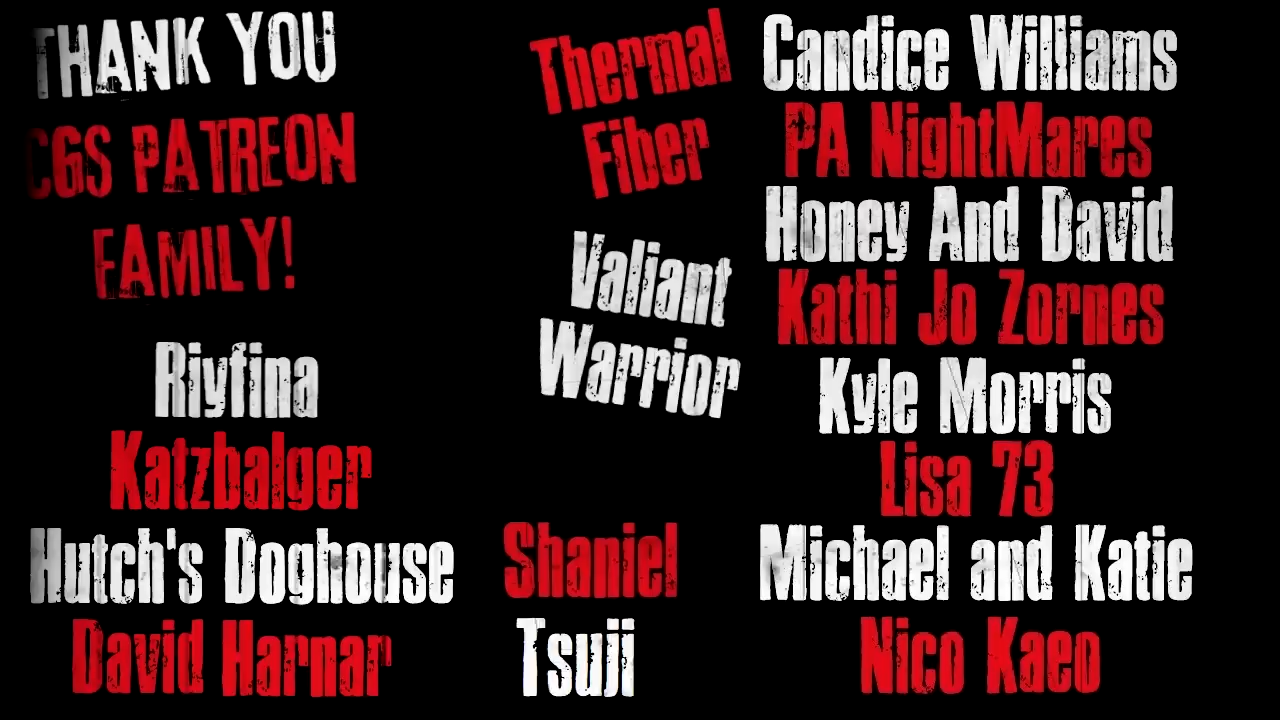 THANK YOU
CGS PATREON
FAMILY!
Riyfina
Katzbalger
Hutch's Doghouse
David Harnar
Thermal
Fiber
Valiant
Warrior
Shaniel
Tsuji
Candice Williams
PA NightMares
Honey And David
Kathi Jo Zornes
Kyle Morris
Lisa 73
Michael and Katie
Nico Kaeo